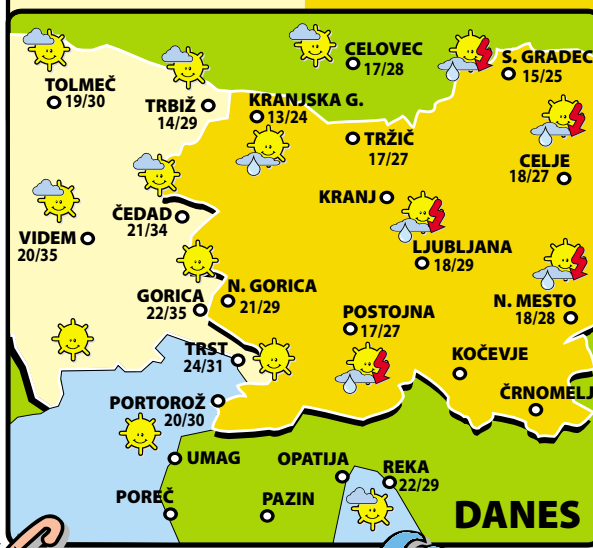 CELOVEC
17/28
S. GRADEC
15/25
TOLMEČ
19/30
TRBIŽ
14/29
KRANJSKA G.
13/24
TRŽIČ
17/27
CELJE
18/27
KRANJ
ČEDAD
21/34
VIDEM
20/35
LJUBLJANA
18/29
N. GORICA
21/29
GORICA
22/35
N. MESTO
18/28
POSTOJNA
17/27
TRST
24/31
KOČEVJE
ČRNOMELJ
PORTOROŽ
20/30
UMAG
OPATIJA
REKA
22/29
POREČ
PAZIN
DANES